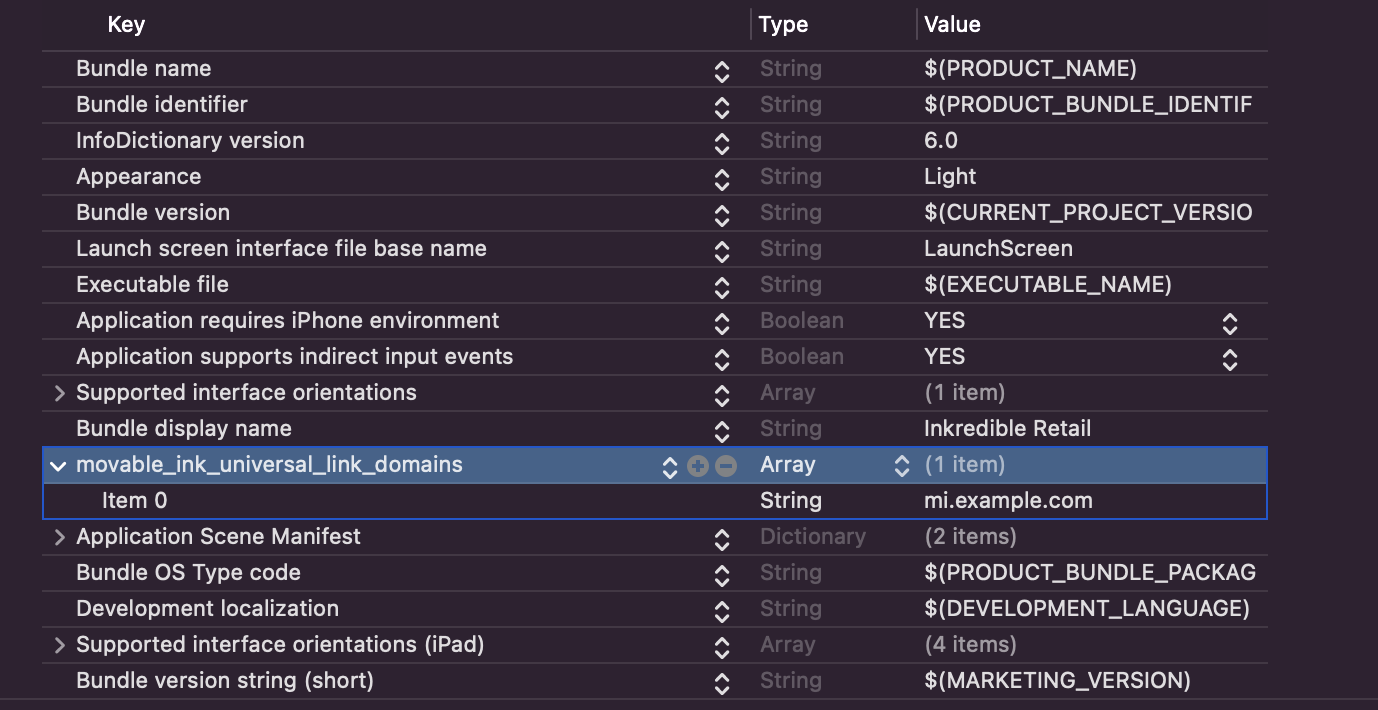 Key Type Value
Bundle name String $(PRODUCT_NAME)
Bundle identifier String $(PRODUCT_BUNDLE_IDENTIF
InfoDictionary version String 6.0
Appearance String Light
Bundle version String $(CURRENT_PROJECT_VERSIO
Launch screen interface file base name String LaunchScreen
Executable file String $(EXECUTABLE_NAME)
Application requires iPhone environment Boolean YES
Application supports indirect input events Boolean YES
Supported interface orientations Array (1 item)
Bundle display name String Inkredible Retail
movable_ink_universal_link_domains Array (1 item)
Item 0 String mi.example.com
Application Scene Manifest Dictionary (2 items)
Bundle OS Type code String $(PRODUCT_BUNDLE_PACKAG
Development localization String $(DEVELOPMENT_LANGUAGE)
Supported interface orientations (iPad) Array (4 items)
Bundle version string (short) String $(MARKETING_VERSION)